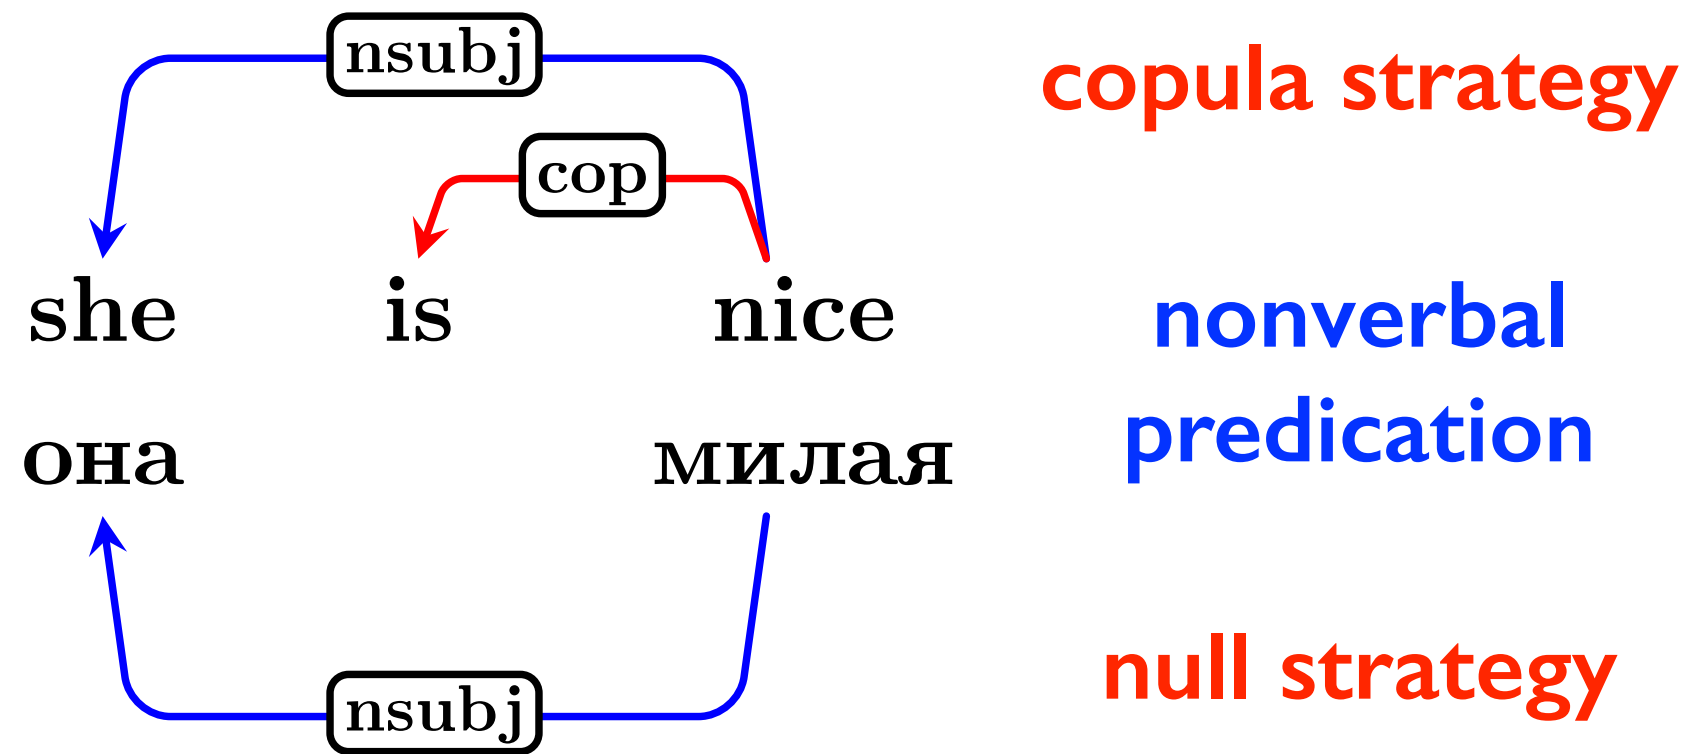 nsubj
copula strategy
cop
she is nice
nonverbal
predication
она милая
null strategy
nsubj